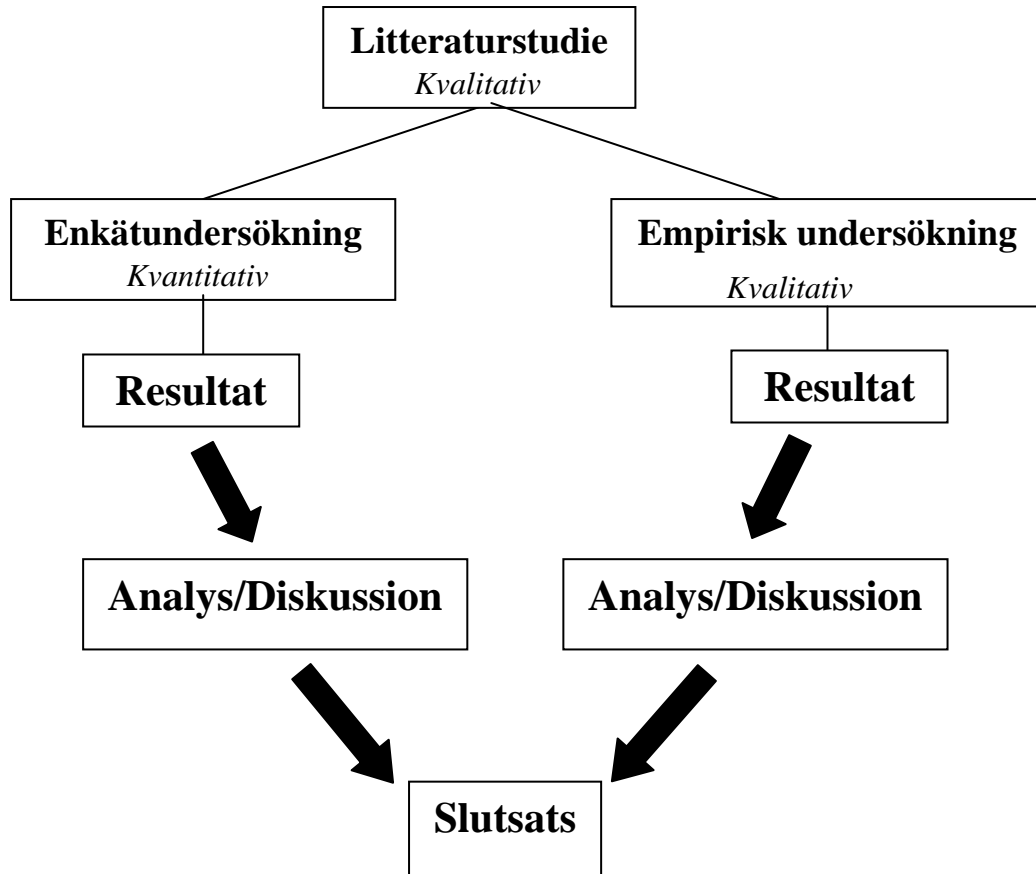 Litteraturstudie
Kvalitativ
Enkätundersökning
Kvantitativ
Empirisk undersökning
Kvalitativ
Resultat
Resultat
Analys/Diskussion
Analys/Diskussion
Slutsats